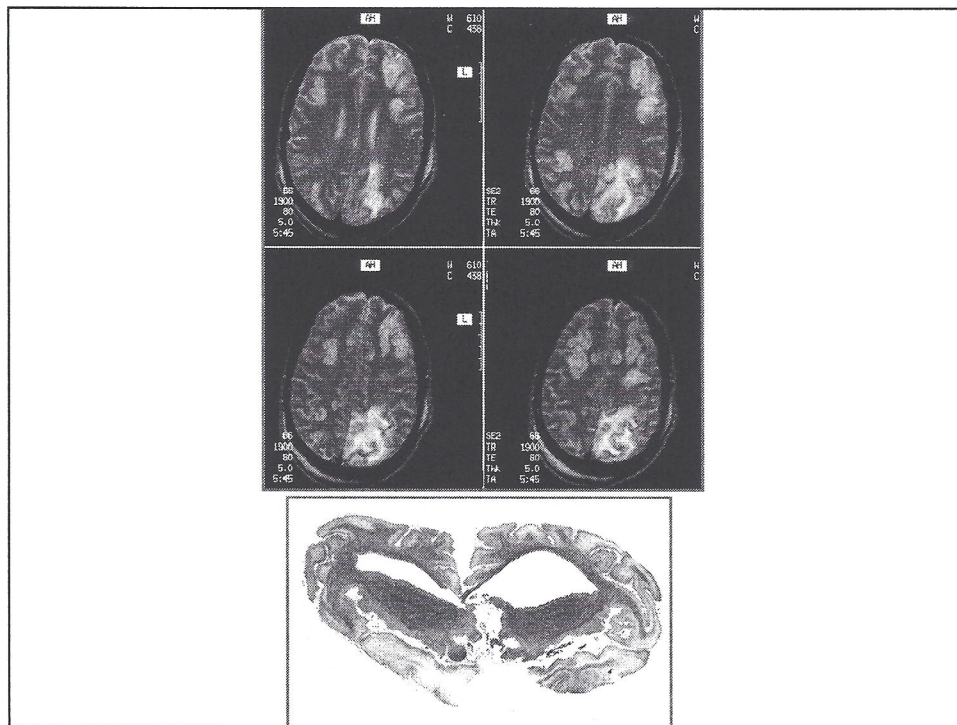 AH
W 610
C 438
L
66
1900
80
5.0
5:45
AH
W
C
SE2 66
TR 1900
TE 80
THK 5.0
TA 5:45
AH
W 610
C 438
L
66
1900
80
5.0
5:45
AH
W
C
SE2 66
TR 1900
TE 80
THK 5.0
TA 5:45